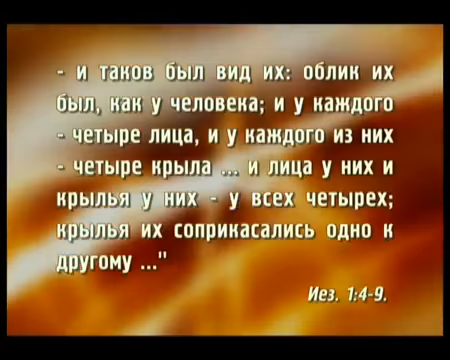 - и таков был вид их: облик их
был, как у человека; и у каждого
- четыре лица, и у каждого из них
- четыре крыла ... и лица у них и
крылья у них - у всех четырех;
крылья их соприкасались одно к
другому ..."
Иез. 1:4-9.